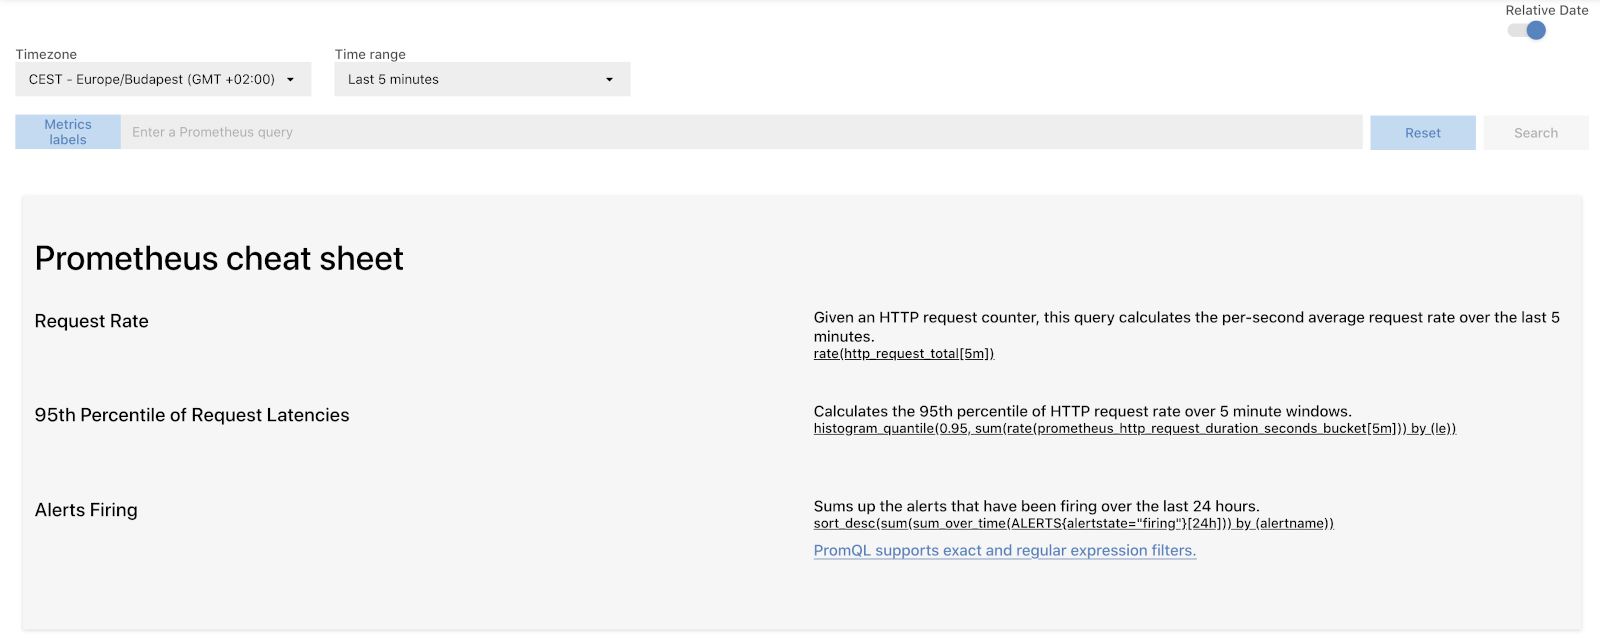 Relative Date
Timezone
Time range
CEST - Europe/Budapest (GMT +02:00)
Last 5 minutes
Metrics
labels
Enter a Prometheus query
Reset
Search
Prometheus cheat sheet
Request Rate
Given an HTTP request counter, this query calculates the per-second average request rate over the last 5
minutes.
rate(http_request_total[5m])
95th Percentile of Request Latencies
Calculates the 95th percentile of HTTP request rate over 5 minute windows.
histogram_quantile(0.95, sum(rate(prometheus_http_request_duration_seconds_bucket[5m])) by (le))
Alerts Firing
Sums up the alerts that have been firing over the last 24 hours.
sort_desc(sum(sum_over_time(ALERTS{alertstate="firing"}[24h])) by (alertname))
PromQL supports exact and regular expression filters.